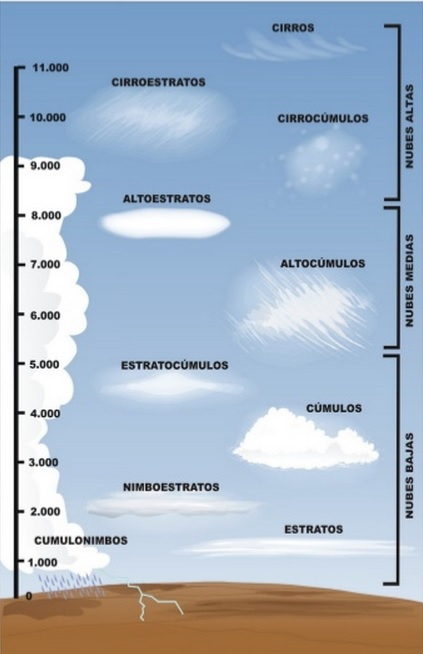 CIRROS
11.000
CIRROESTRATOS
10.000
CIRROCÚMULOS
NUBES ALTAS
9.000
ALTOESTRATOS
8.000
7.000
ALTOCÚMULOS
NUBES MEDIAS
6.000
5.000
ESTRATOCÚMULOS
4.000
CÚMULOS
3.000
NUBES BAJAS
NIMBOESTRATOS
2.000
ESTRATOS
CUMULONIMBOS
1.000
0